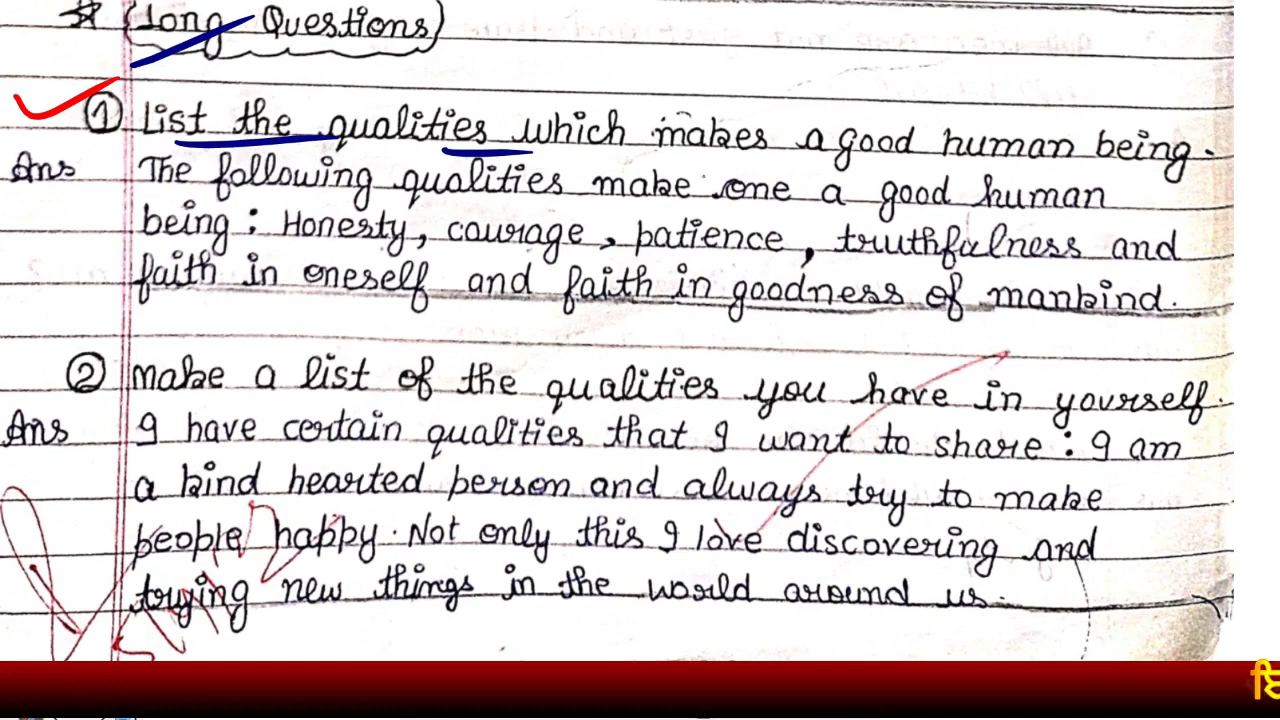 ☆ {Long Questions}
① List the qualities which makes a good human being.
Ans The following qualities make one a good human
being : Honesty, courage, patience, truthfulness and
faith in oneself and faith in goodness of mankind.
② make a list of the qualities you have in yourself.
Ans I have certain qualities that I want to share : I am
a kind hearted person and always try to make
people happy. Not only this I love discovering and
trying new things in the world around us.